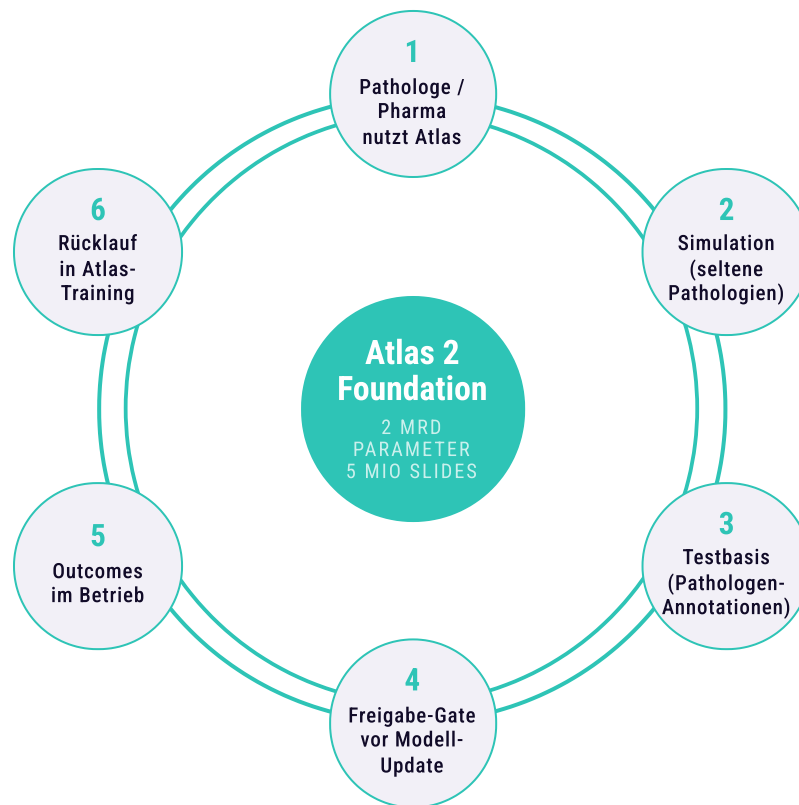 1
Pathologe /
Pharma
nutzt Atlas
2
Simulation
(seltene
Pathologien)
3
Testbasis
(Pathologen-
Annotationen)
4
Freigabe-Gate
vor Modell-
Update
5
Outcomes
im Betrieb
6
Rücklauf
in Atlas-
Training
Atlas 2
Foundation
2 MRD
PARAMETER
5 MIO SLIDES